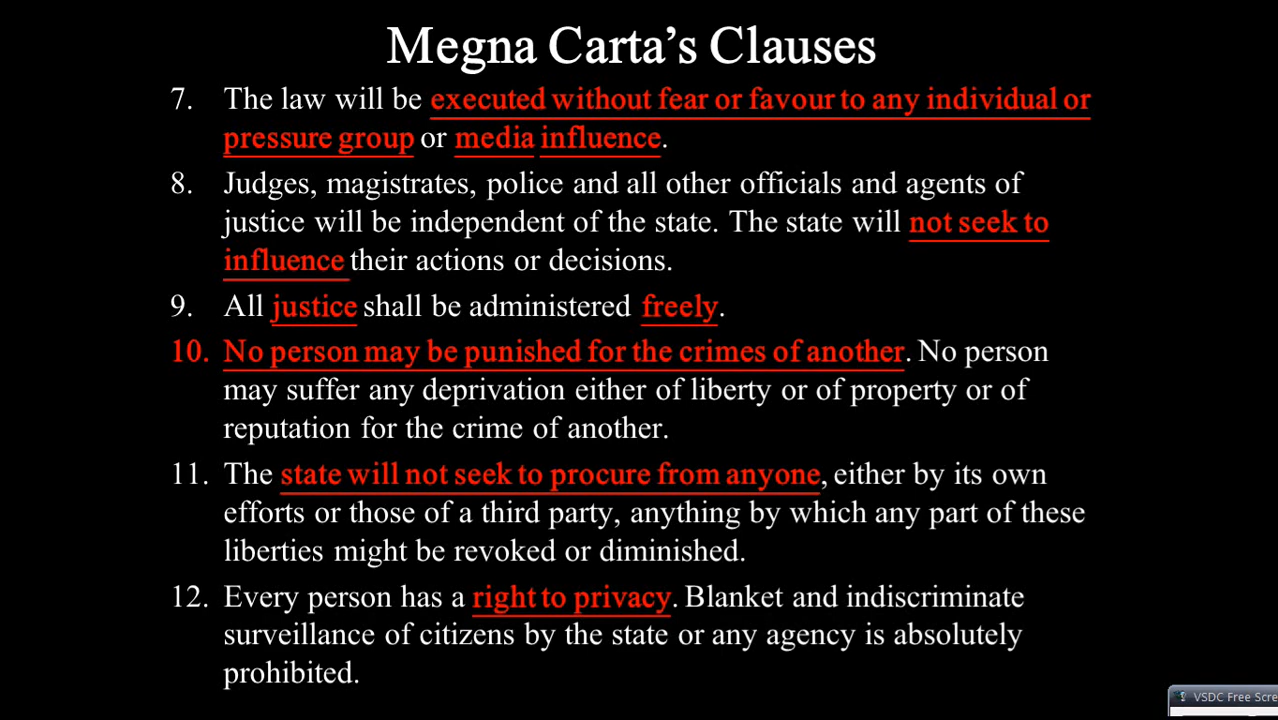 Megna Carta’s Clauses
7. The law will be executed without fear or favour to any individual or
pressure group or media influence.
8. Judges, magistrates, police and all other officials and agents of
justice will be independent of the state. The state will not seek to
influence their actions or decisions.
9. All justice shall be administered freely.
10. No person may be punished for the crimes of another. No person
may suffer any deprivation either of liberty or of property or of
reputation for the crime of another.
11. The state will not seek to procure from anyone, either by its own
efforts or those of a third party, anything by which any part of these
liberties might be revoked or diminished.
12. Every person has a right to privacy. Blanket and indiscriminate
surveillance of citizens by the state or any agency is absolutely
prohibited.
VSDC Free Scre